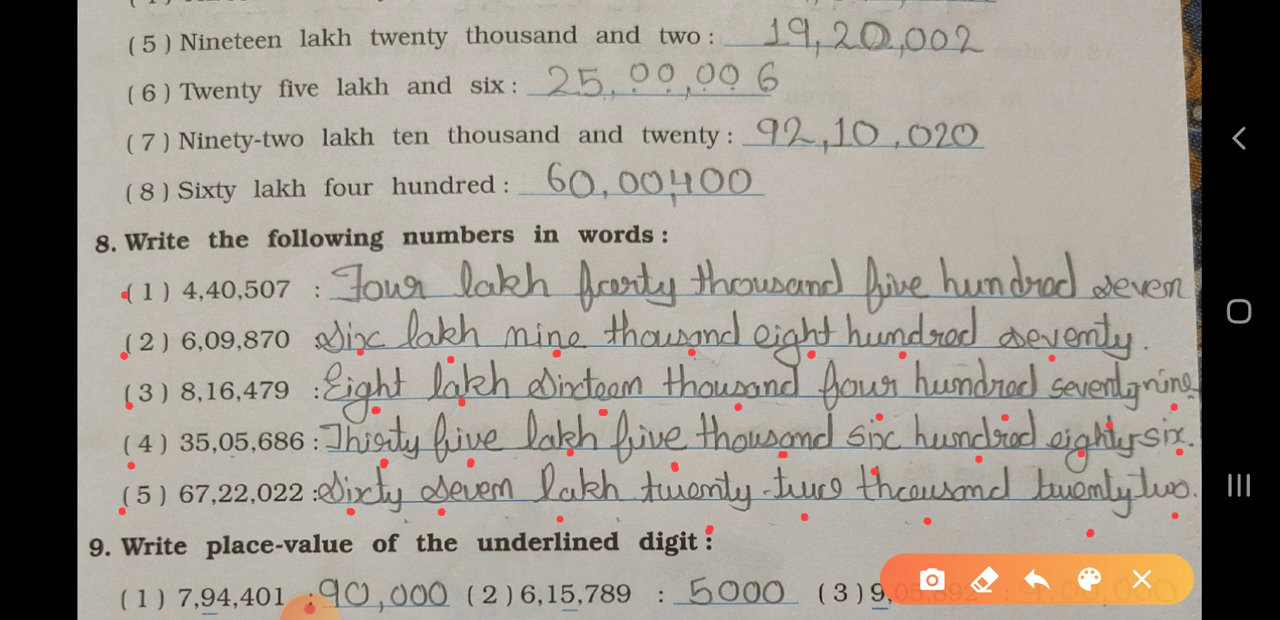 (5) Nineteen lakh twenty thousand and two : 19,20,002
(6) Twenty five lakh and six : 25,00,006
(7) Ninety-two lakh ten thousand and twenty : 92,10,020
(8) Sixty lakh four hundred : 60,00,400
8. Write the following numbers in words :
(1) 4,40,507 : Four lakh forty thousand five hundred seven
(2) 6,09,870 Six lakh nine thousand eight hundred seventy.
(3) 8,16,479 : Eight lakh Sixteen thousand four hundred seventy nine
(4) 35,05,686 : Thirty five lakh five thousand six hundred eighty six.
(5) 67,22,022 : Sixty Seven lakh twenty-two thousand twenty two.
9. Write place-value of the underlined digit :
(1) 7,94,401 : 90,000 (2) 6,15,789 : 5000 (3) 9,05,892 :